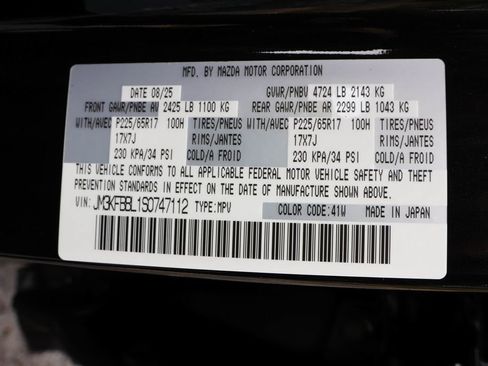 MFD. BY MAZDA MOTOR CORPORATION
DATE 08/25 GVWR/PNBV 4724 LB 2143 KG
FRONT GAWR/PNBE AV 2425 LB 1100 KG REAR GAWR/PNBE AR 2299 LB 1043 KG
WITH/AVEC P225/65R17 100H TIRES/PNEUS WITH/AVEC P225/65R17 100H TIRES/PNEUS
17X7J RIMS/JANTES 17X7J RIMS/JANTES
230 KPA/34 PSI COLD/A FROID 230 KPA/34 PSI COLD/A FROID
THIS VEHICLE CONFORMS TO ALL APPLICABLE FEDERAL MOTOR VEHICLE SAFETY AND THEFT
PREVENTION STANDARDS IN EFFECT ON THE DATE OF MANUFACTURE SHOWN ABOVE.
VIN: JM3KFBBL1S0747112 TYPE: MPV COLOR CODE: 41W MADE IN JAPAN